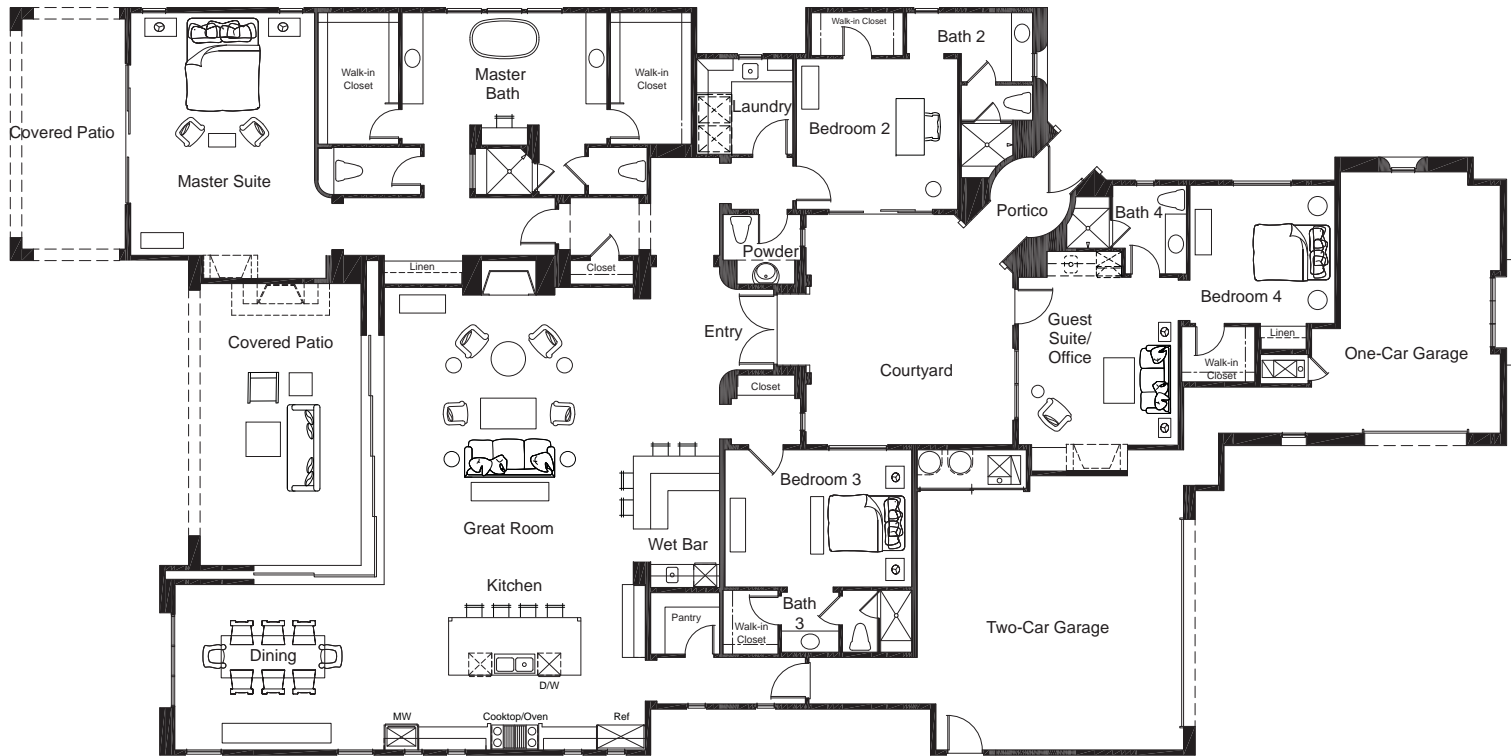 Walk-in Closet
Bath 2
Walk-in
Closet
Master
Bath
Walk-in
Closet
Laundry
Bedroom 2
Covered Patio
Master Suite
Portico
Bath 4
Powder
Linen
Closet
Bedroom 4
Entry
Guest
Suite/
Office
Linen
Covered Patio
One-Car Garage
Walk-in
Closet
Courtyard
Closet
Bedroom 3
Great Room
Wet Bar
Kitchen
Bath
3
Pantry
Walk-in
Closet
Two-Car Garage
Dining
D/W
MW
Cooktop/Oven
Ref